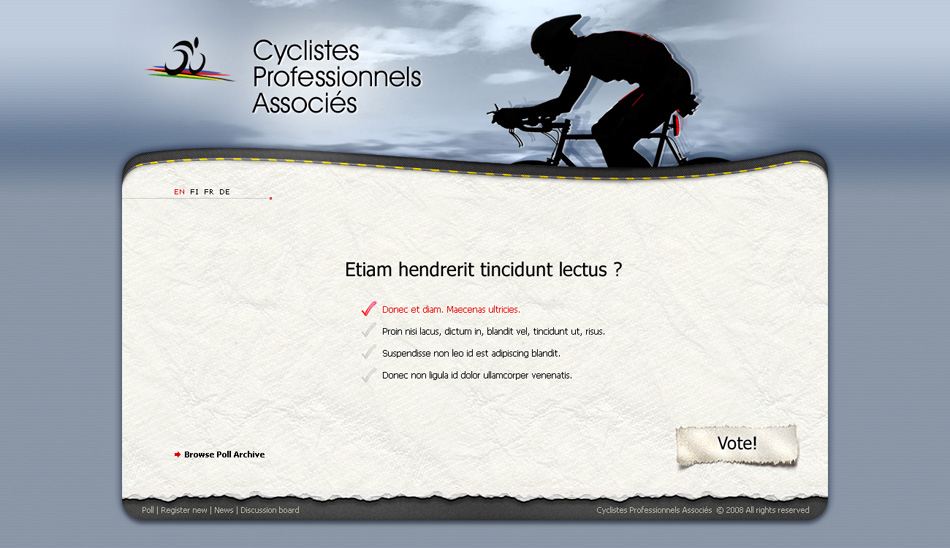 Cyclistes
Professionnels
Associés
EN FI FR DE
Etiam hendrerit tincidunt lectus ?
Donec et diam. Maecenas ultricies.
Proin nisi lacus, dictum in, blandit vel, tincidunt ut, risus.
Suspendisse non leo id est adipiscing blandit.
Donec non ligula id dolor ullamcorper venenatis.
Vote!
Browse Poll Archive
Poll | Register new | News | Discussion board
Cyclistes Professionnels Associés © 2008 All rights reserved